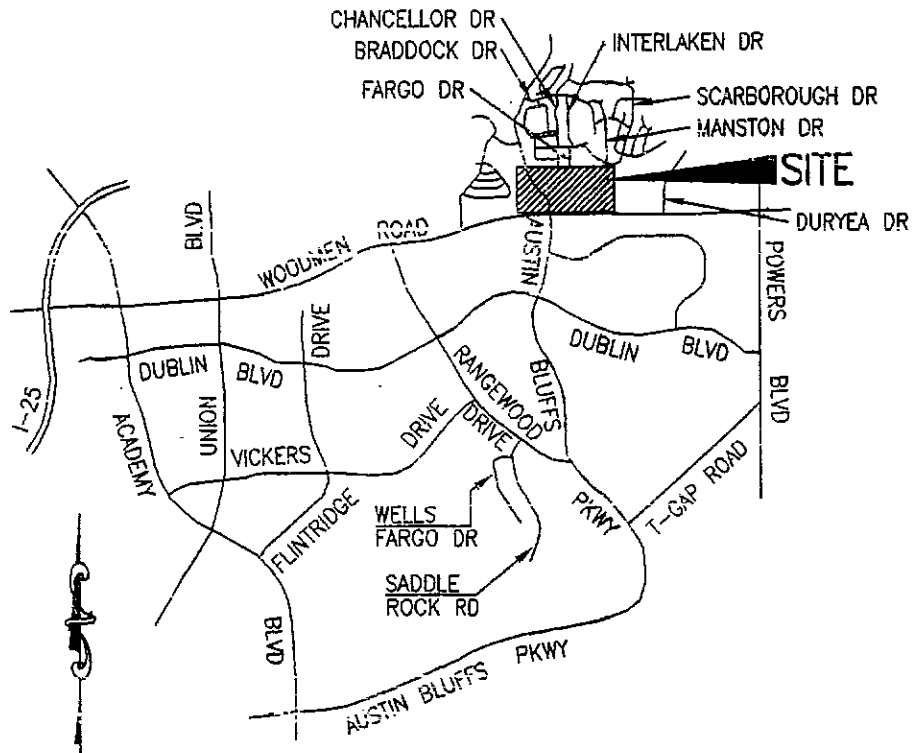 CHANCELLOR DR
BRADDOCK DR
INTERLAKEN DR
FARGO DR
SCARBOROUGH DR
MANSTON DR
SITE
DURYEA DR
BLVD
WOODMEN
ROAD
AUSTIN
POWERS
DRIVE
DUBLIN
BLVD
DUBLIN
BLVD
RANGEWOOD
DRIVE
BLUFFS
I-25
ACADEMY
UNION
VICKERS
DRIVE
BLVD
FLINTRIDGE
WELLS
FARGO DR
PKWY
T-GAP ROAD
SADDLE
ROCK RD
BLVD
AUSTIN BLUFFS
PKWY